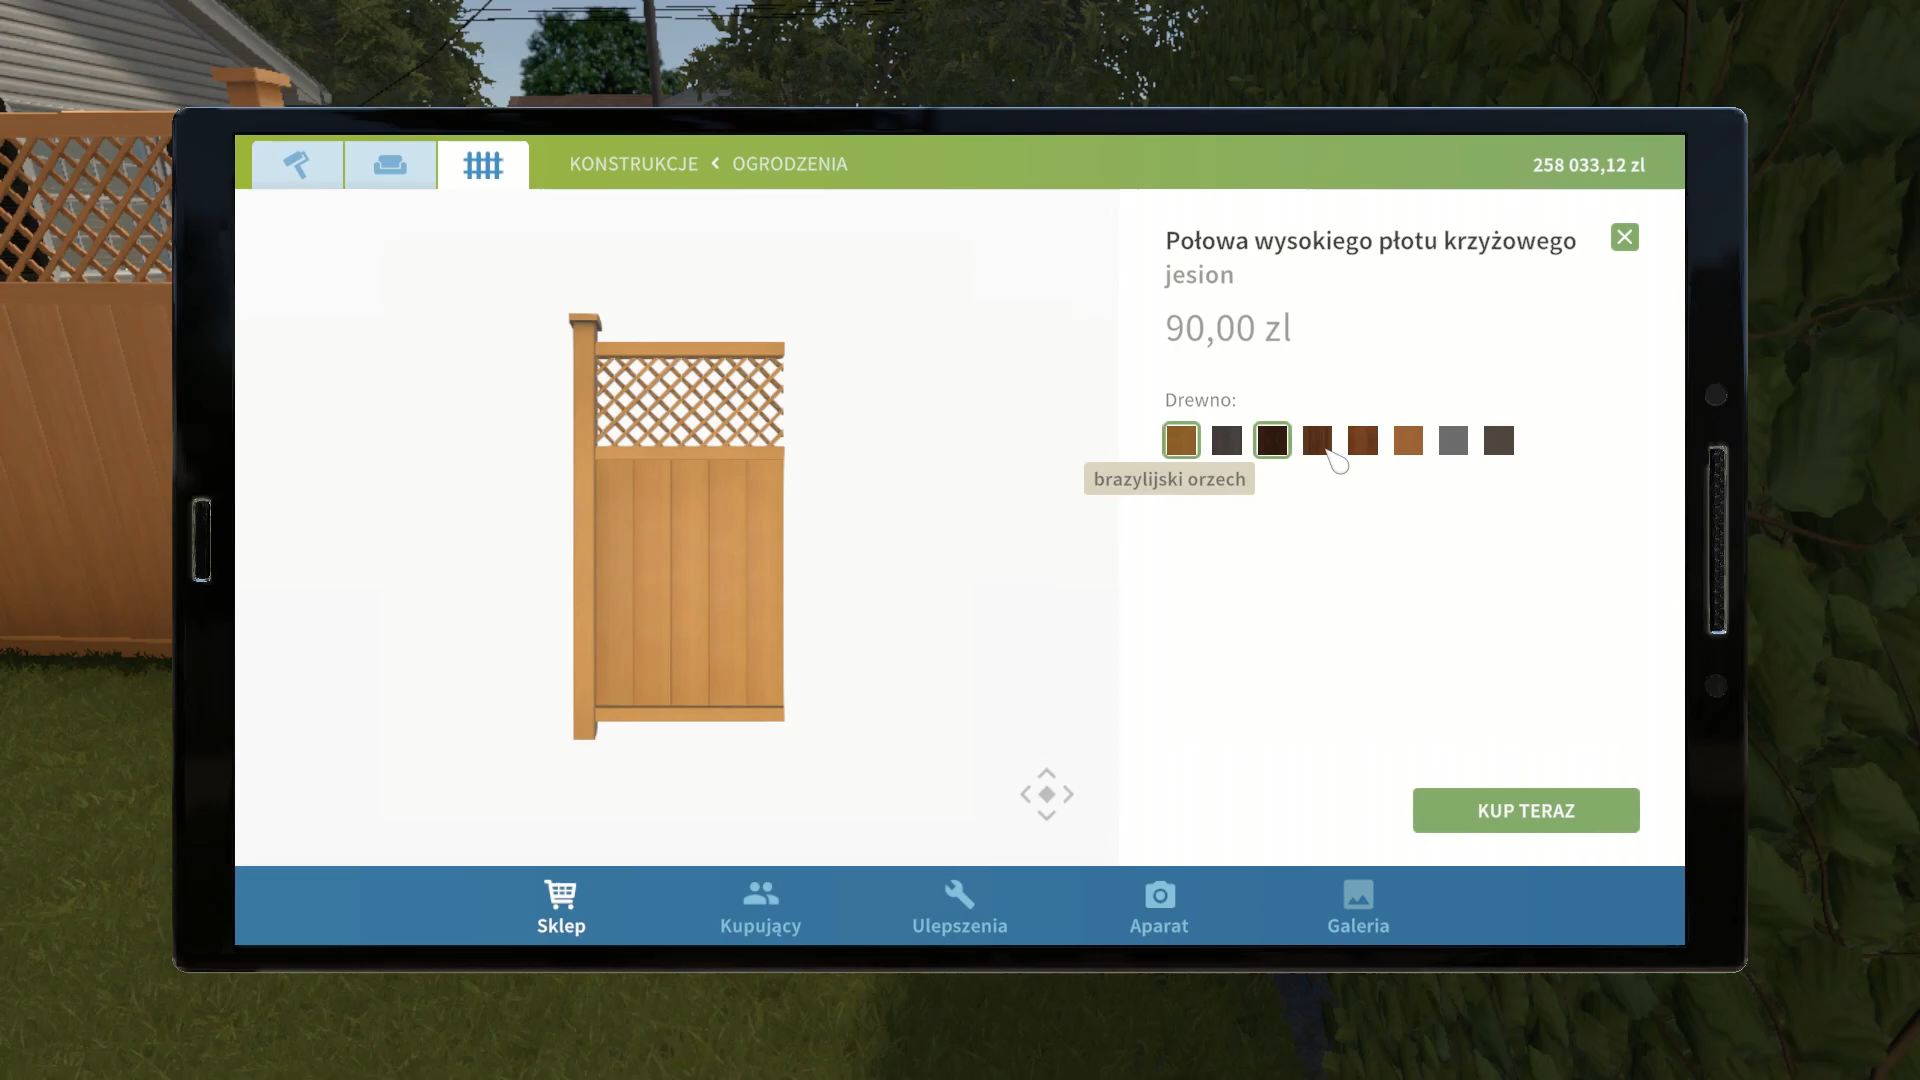 KONSTRUKCJE < OGRODZENIA
258 033,12 zl
Połowa wysokiego płotu krzyżowego
jesion
90,00 zl
Drewno:
brazylijski orzech
KUP TERAZ
Sklep
Kupujący
Ulepszenia
Aparat
Galeria